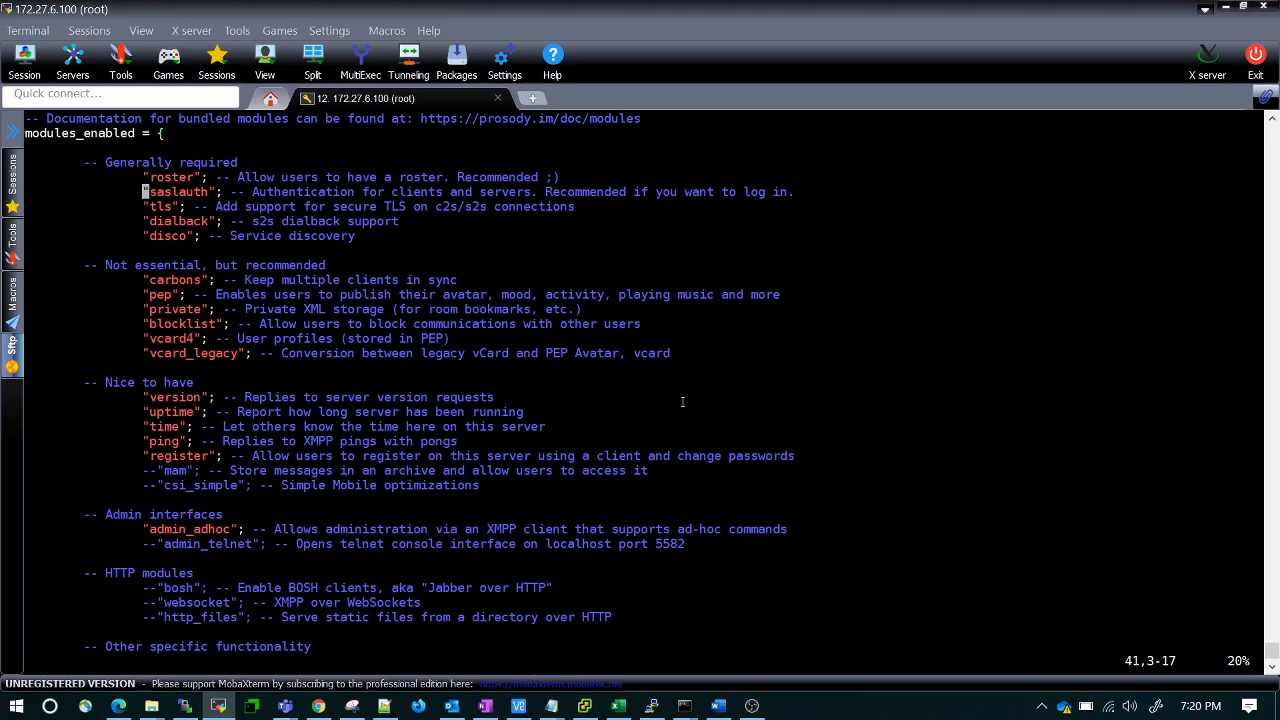 172.27.6.100 (root)
Terminal Sessions View X server Tools Games Settings Macros Help
Session Servers Tools Games Sessions View Split MultiExec Tunneling Packages Settings Help X server Exit
Quick connect... 12. 172.27.6.100 (root)
Sessions
Tools
Macros
Sftp
-- Documentation for bundled modules can be found at: https://prosody.im/doc/modules
modules_enabled = {
-- Generally required
"roster"; -- Allow users to have a roster. Recommended ;)
"saslauth"; -- Authentication for clients and servers. Recommended if you want to log in.
"tls"; -- Add support for secure TLS on c2s/s2s connections
"dialback"; -- s2s dialback support
"disco"; -- Service discovery
-- Not essential, but recommended
"carbons"; -- Keep multiple clients in sync
"pep"; -- Enables users to publish their avatar, mood, activity, playing music and more
"private"; -- Private XML storage (for room bookmarks, etc.)
"blocklist"; -- Allow users to block communications with other users
"vcard4"; -- User profiles (stored in PEP)
"vcard_legacy"; -- Conversion between legacy vCard and PEP Avatar, vcard
-- Nice to have
"version"; -- Replies to server version requests
"uptime"; -- Report how long server has been running
"time"; -- Let others know the time here on this server
"ping"; -- Replies to XMPP pings with pongs
"register"; -- Allow users to register on this server using a client and change passwords
--"mam"; -- Store messages in an archive and allow users to access it
--"csi_simple"; -- Simple Mobile optimizations
-- Admin interfaces
"admin_adhoc"; -- Allows administration via an XMPP client that supports ad-hoc commands
--"admin_telnet"; -- Opens telnet console interface on localhost port 5582
-- HTTP modules
--"bosh"; -- Enable BOSH clients, aka "Jabber over HTTP"
--"websocket"; -- XMPP over WebSockets
--"http_files"; -- Serve static files from a directory over HTTP
-- Other specific functionality
41,3-17 20%
UNREGISTERED VERSION - Please support MobaXterm by subscribing to the professional edition here: https://mobaxterm.mobatek.net
7:20 PM